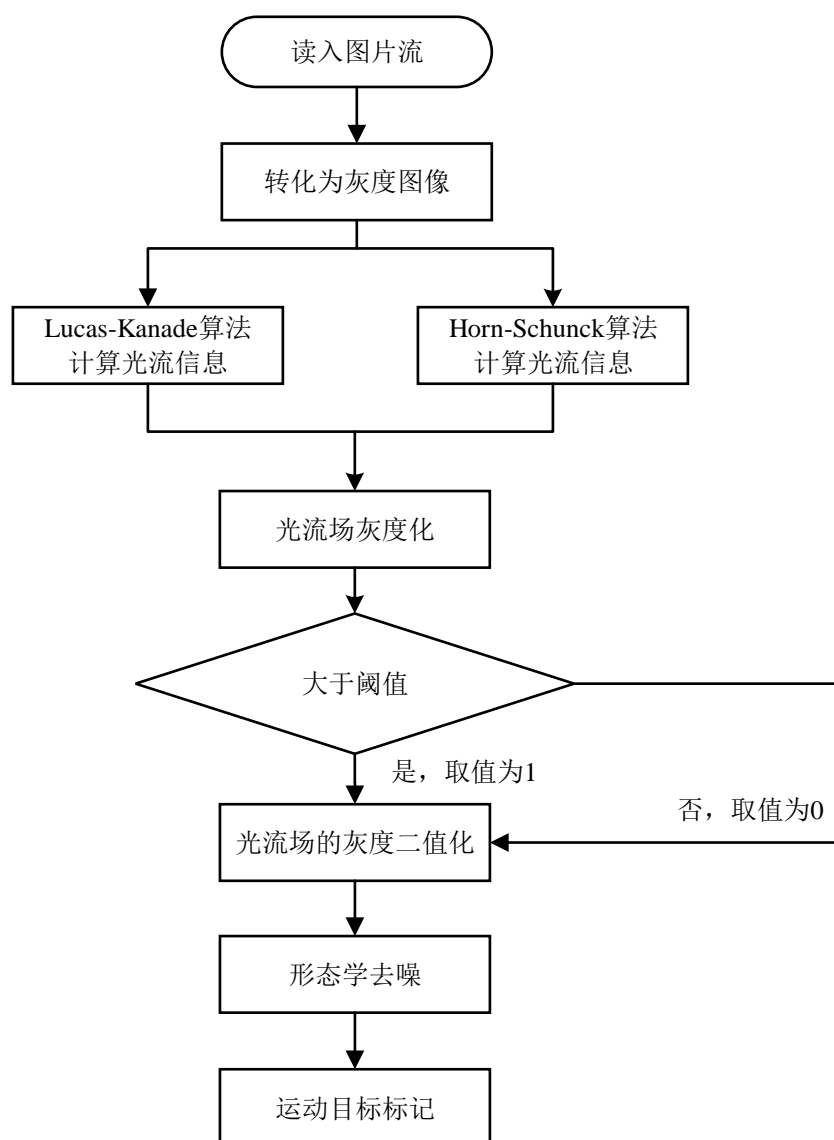 读入图片流
转化为灰度图像
Lucas-Kanade算法
计算光流信息
Horn-Schunck算法
计算光流信息
光流场灰度化
大于阈值
是，取值为1
否，取值为0
光流场的灰度二值化
形态学去噪
运动目标标记